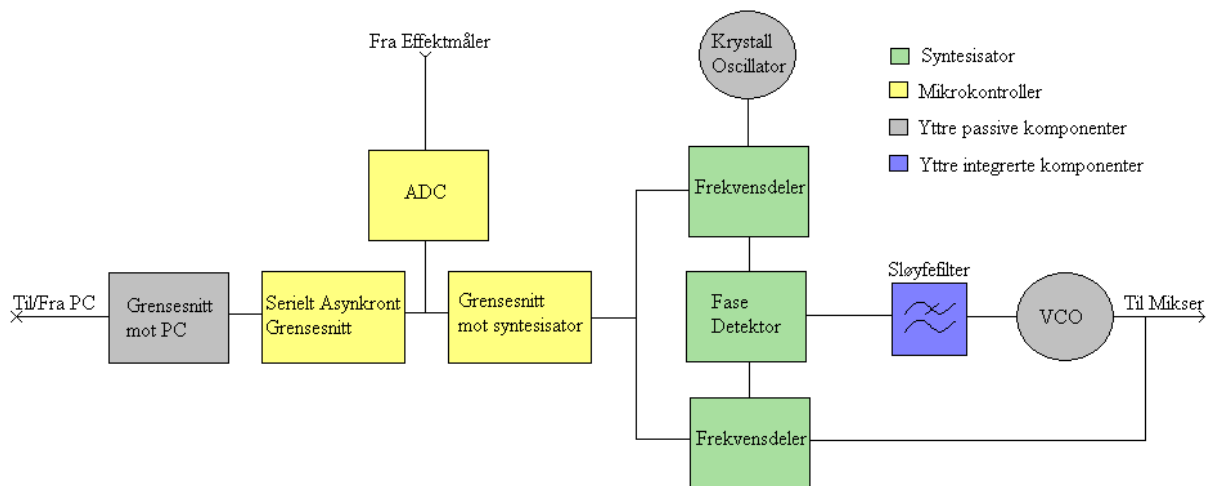 Fra Effektmåler
Krystall
Oscillator
Syntesisator
Mikrokontroller
Yttre passive komponenter
Yttre integrerte komponenter
ADC
Frekvensdeler
Til/Fra PC
Grensesnitt
mot PC
Serielt Asynkront
Grensesnitt
Grensesnitt
mot syntesisator
Fase
Detektor
Sløyfefilter
VCO
Til Mikser
Frekvensdeler